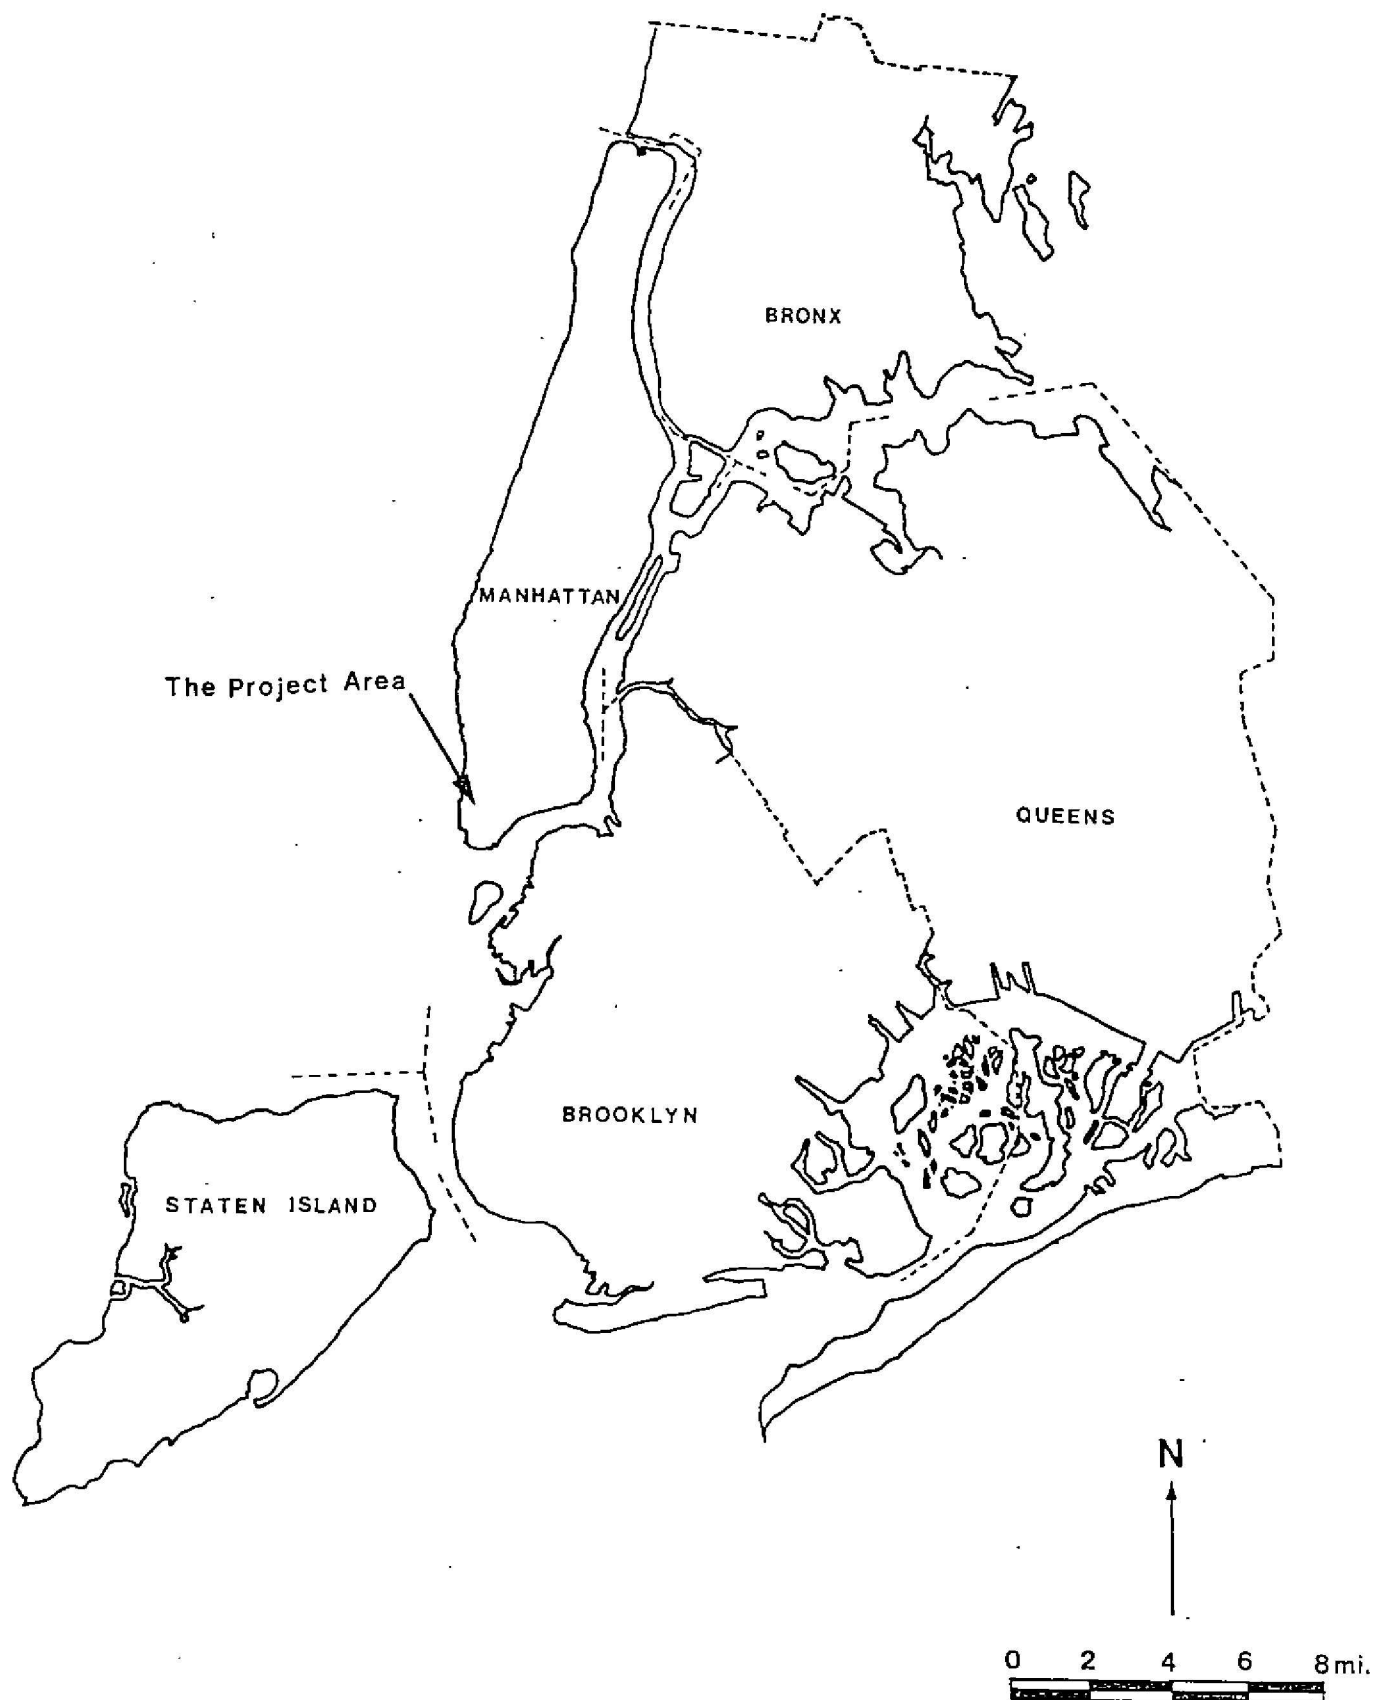 BRONX
MANHATTAN
The Project Area
QUEENS
BROOKLYN
STATEN ISLAND
N
0 2 4 6 8 mi.